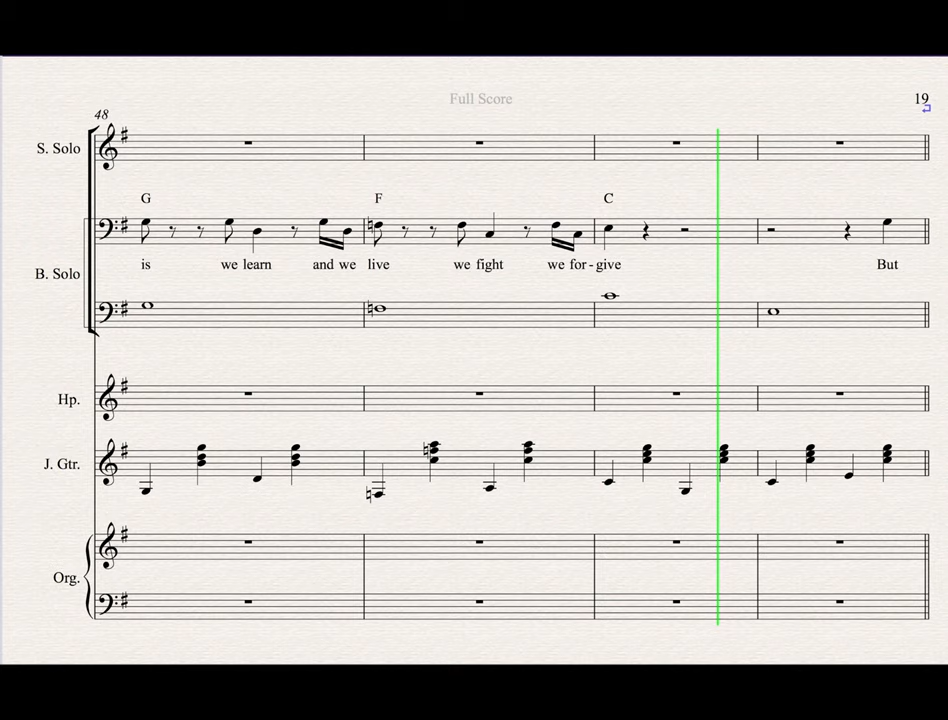 Full Score
19
48
S. Solo
G F C
is we learn and we live we fight we for-give But
B. Solo
Hp.
J. Gtr.
Org.